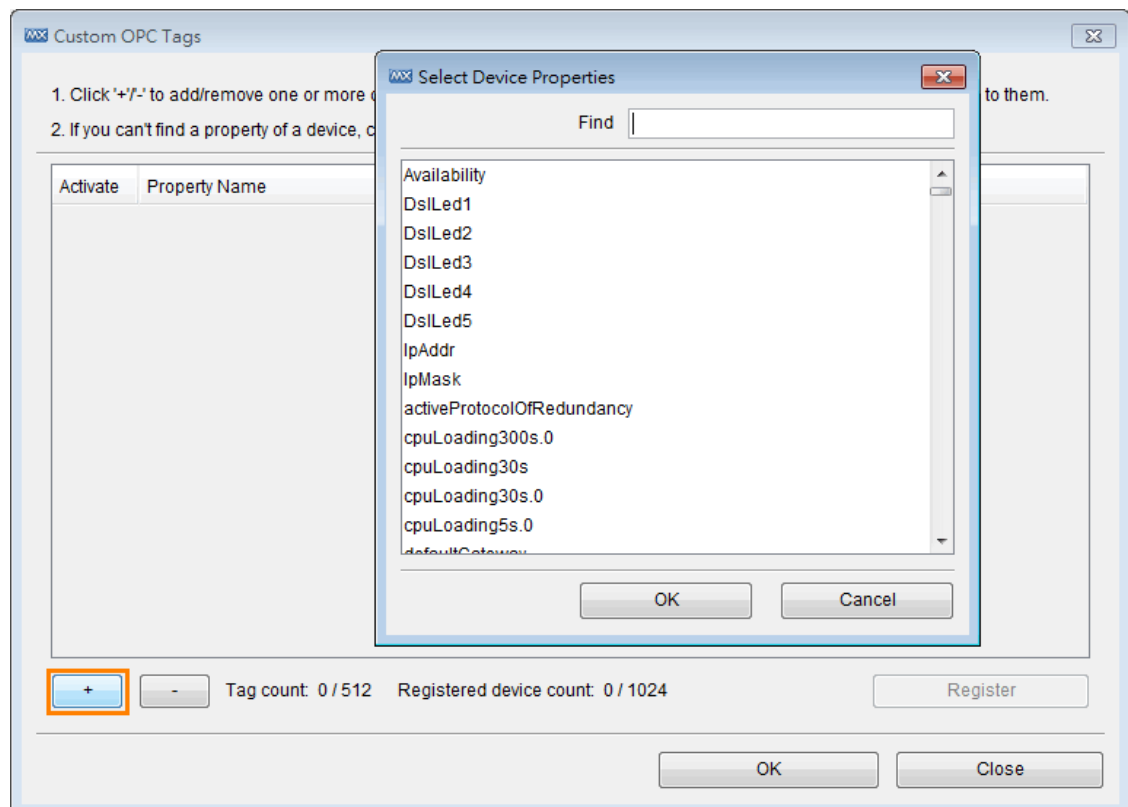 MX Custom OPC Tags
MX Select Device Properties
1. Click '+'/'-' to add/remove one or more
to them.
2. If you can't find a property of a device,
Find
Activate Property Name
Availability
DslLed1
DslLed2
DslLed3
DslLed4
DslLed5
IpAddr
IpMask
activeProtocolOfRedundancy
cpuLoading300s.0
cpuLoading30s
cpuLoading30s.0
cpuLoading5s.0
defaultGateway
OK Cancel
+ - Tag count: 0 / 512 Registered device count: 0 / 1024 Register
OK Close